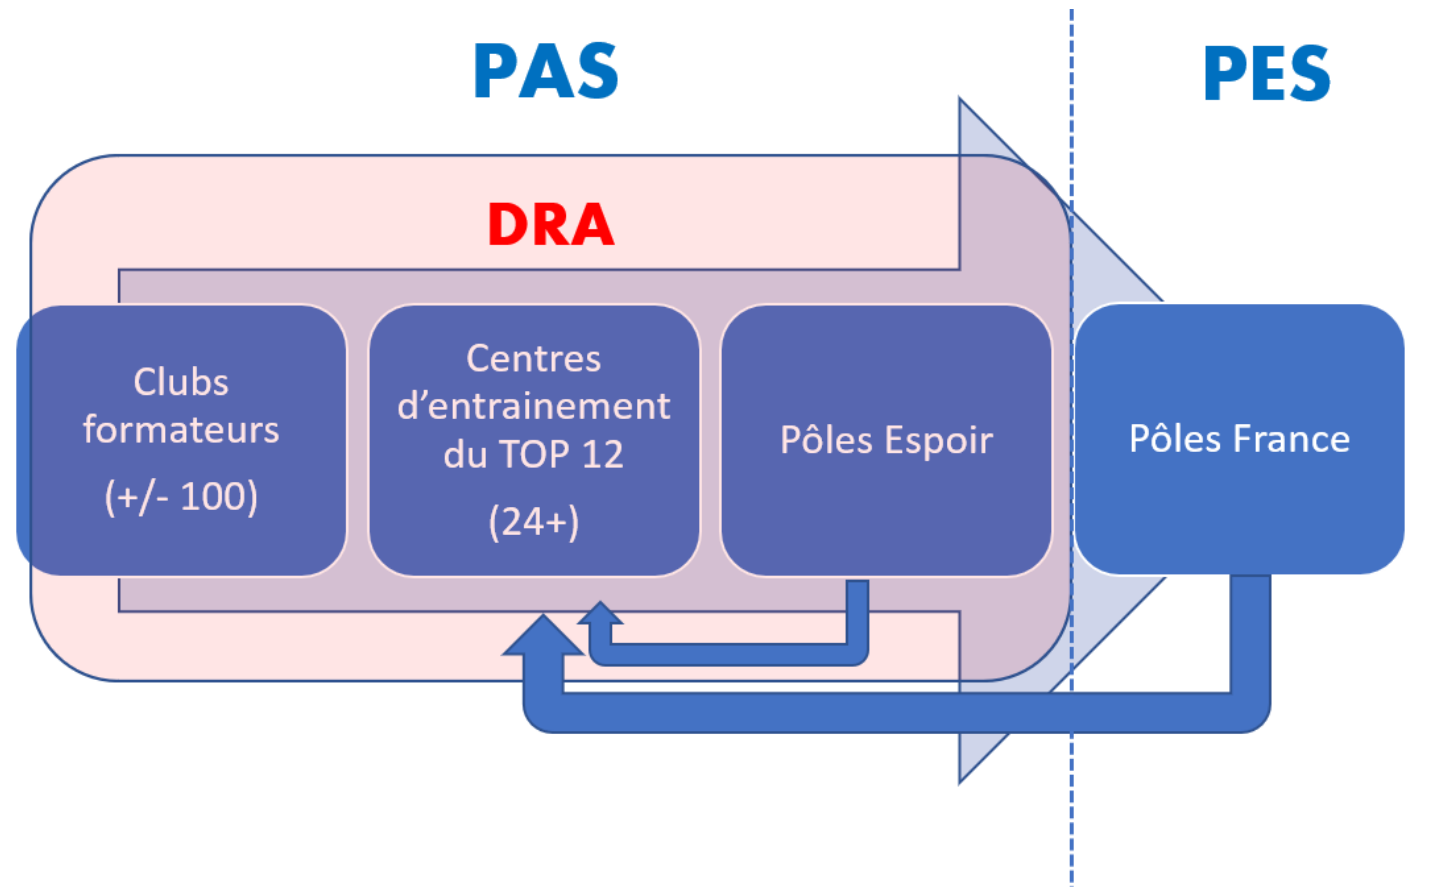 PAS
PES
DRA
Clubs
formateurs
(+/- 100)
Centres
d’entrainement
du TOP 12
(24+)
Pôles Espoir
Pôles France